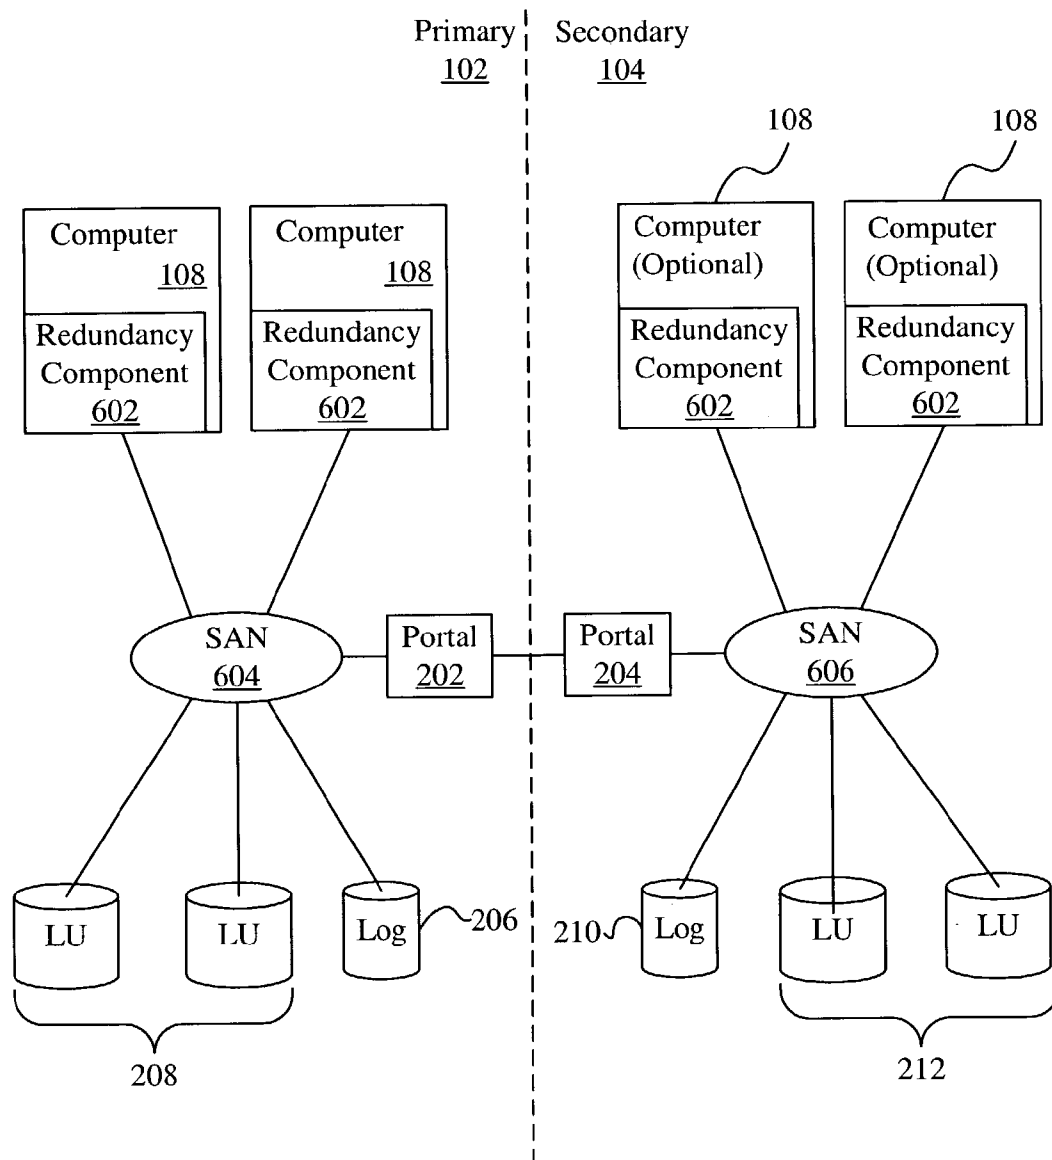 Primary
102
Secondary
104
108
108
Computer
108
Redundancy
Component
602
Computer
108
Redundancy
Component
602
Computer
(Optional)
Redundancy
Component
602
Computer
(Optional)
Redundancy
Component
602
SAN
604
Portal
202
Portal
204
SAN
606
LU
LU
Log
206
210
Log
LU
LU
208
212